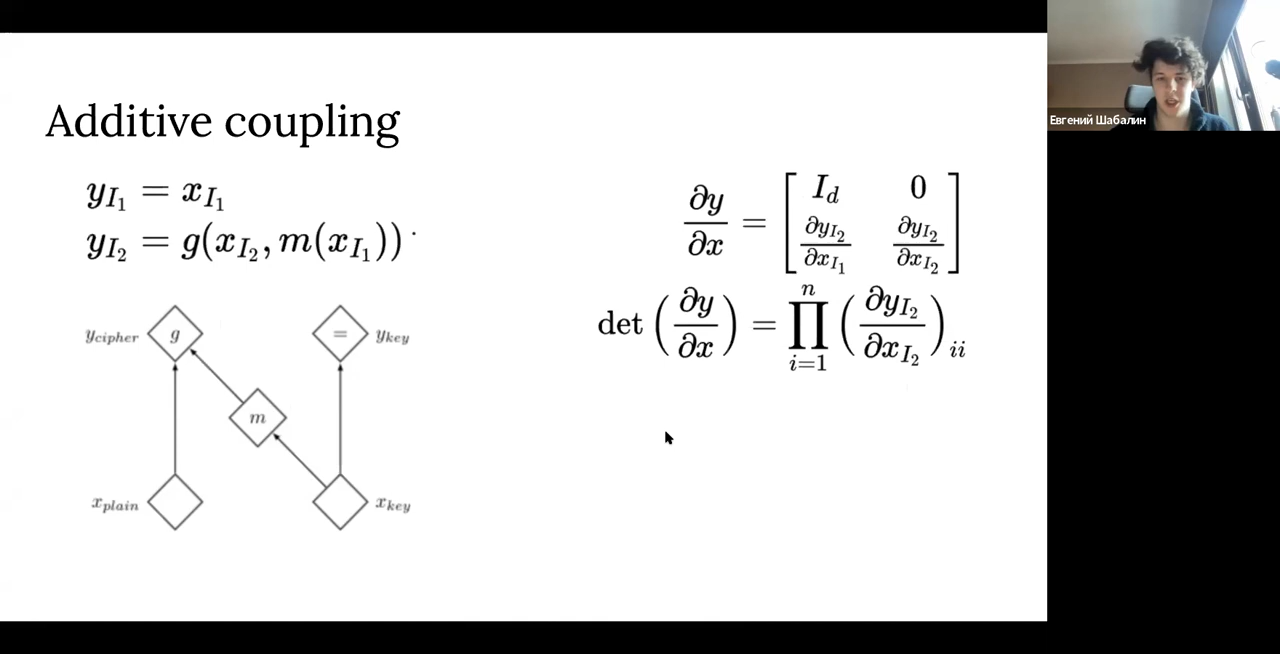 Additive coupling
y_{I_1} = x_{I_1}
y_{I_2} = g(x_{I_2}, m(x_{I_1}))
y_{cipher} g = y_{key}
m
x_{plain} x_{key}
∂y/∂x = [ I_d 0 ; ∂y_{I_2}/∂x_{I_1} ∂y_{I_2}/∂x_{I_2} ]
det (∂y/∂x) = ∏_{i=1}^{n} (∂y_{I_2}/∂x_{I_2})_{ii}
Евгений Шабалин